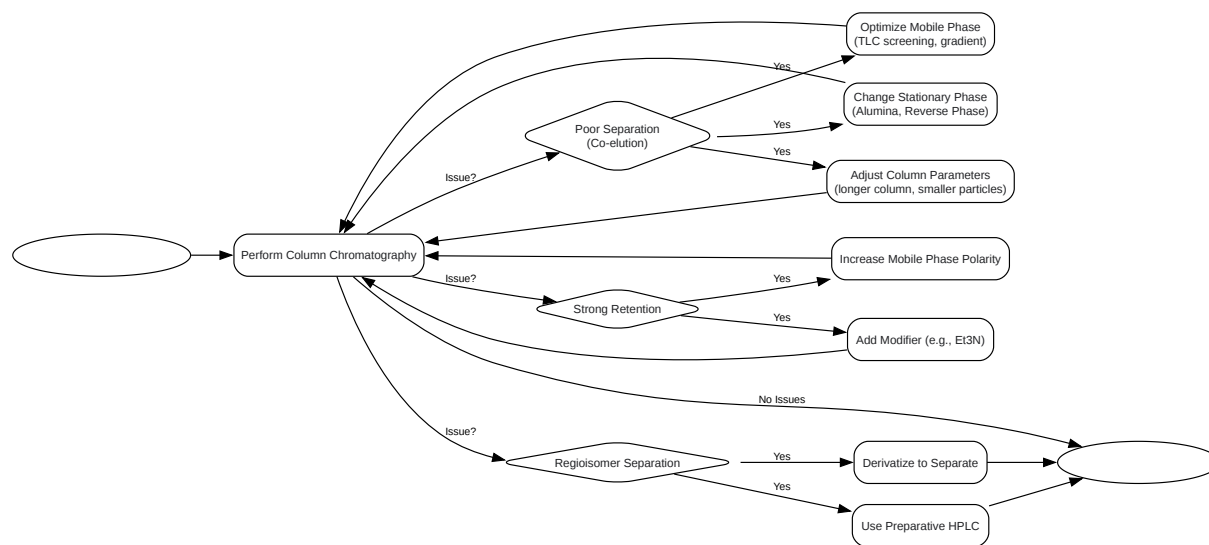 Optimize Mobile Phase
(TLC screening, gradient)
Yes
Change Stationary Phase
(Alumina, Reverse Phase)
Poor Separation
(Co-elution)
Yes
Yes
Issue?
Adjust Column Parameters
(longer column, smaller particles)
Perform Column Chromatography
Increase Mobile Phase Polarity
Issue?
Yes
Strong Retention
Yes
Add Modifier (e.g., Et3N)
No Issues
Issue?
Yes
Regioisomer Separation
Derivatize to Separate
Yes
Use Preparative HPLC